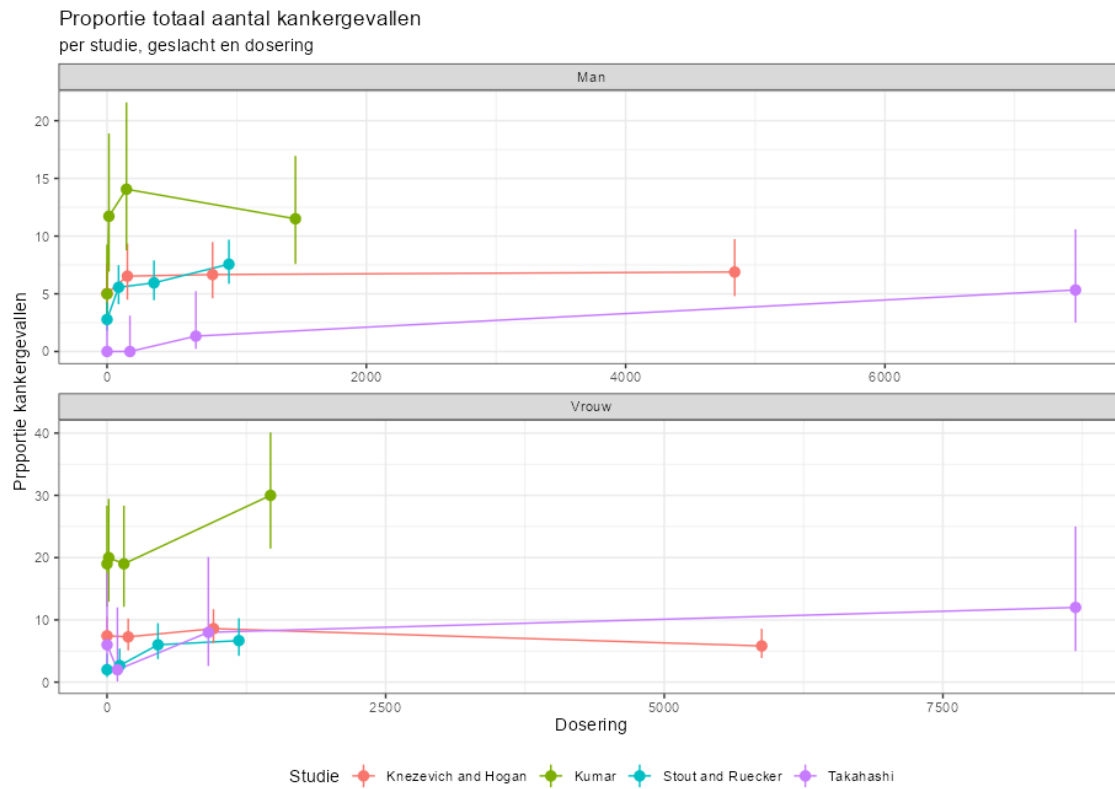 Proportie totaal aantal kankergevallen
per studie, geslacht en dosering
Man
20
15
10
5
0
0 2000 4000 6000
Vrouw
40
30
20
10
0
0 2500 5000 7500
Prpportie kankergevallen
Dosering
Studie Knezevich and Hogan Kumar Stout and Ruecker Takahashi